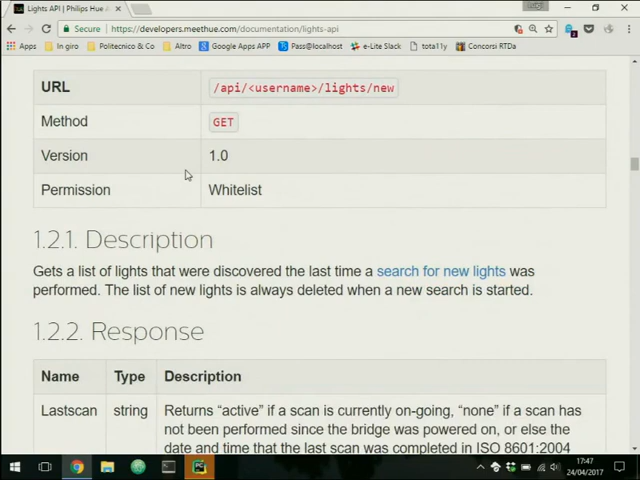 Lights API | Philips Hue A
Secure
https://developers.meethue.com/documentation/lights-api
Apps
In giro
Politecnico & Co
Altro
Google Apps APP
Pass@localhost
e-Lite Slack
tota11y
Concorsi RTDa
URL /api/<username>/lights/new
Method GET
Version 1.0
Permission Whitelist
1.2.1. Description
Gets a list of lights that were discovered the last time a search for new lights was
performed. The list of new lights is always deleted when a new search is started.
1.2.2. Response
Name Type Description
Lastscan string Returns “active” if a scan is currently on-going, “none” if a scan has
not been performed since the bridge was powered on, or else the
date and time that the last scan was completed in ISO 8601:2004
17:47
24/04/2017